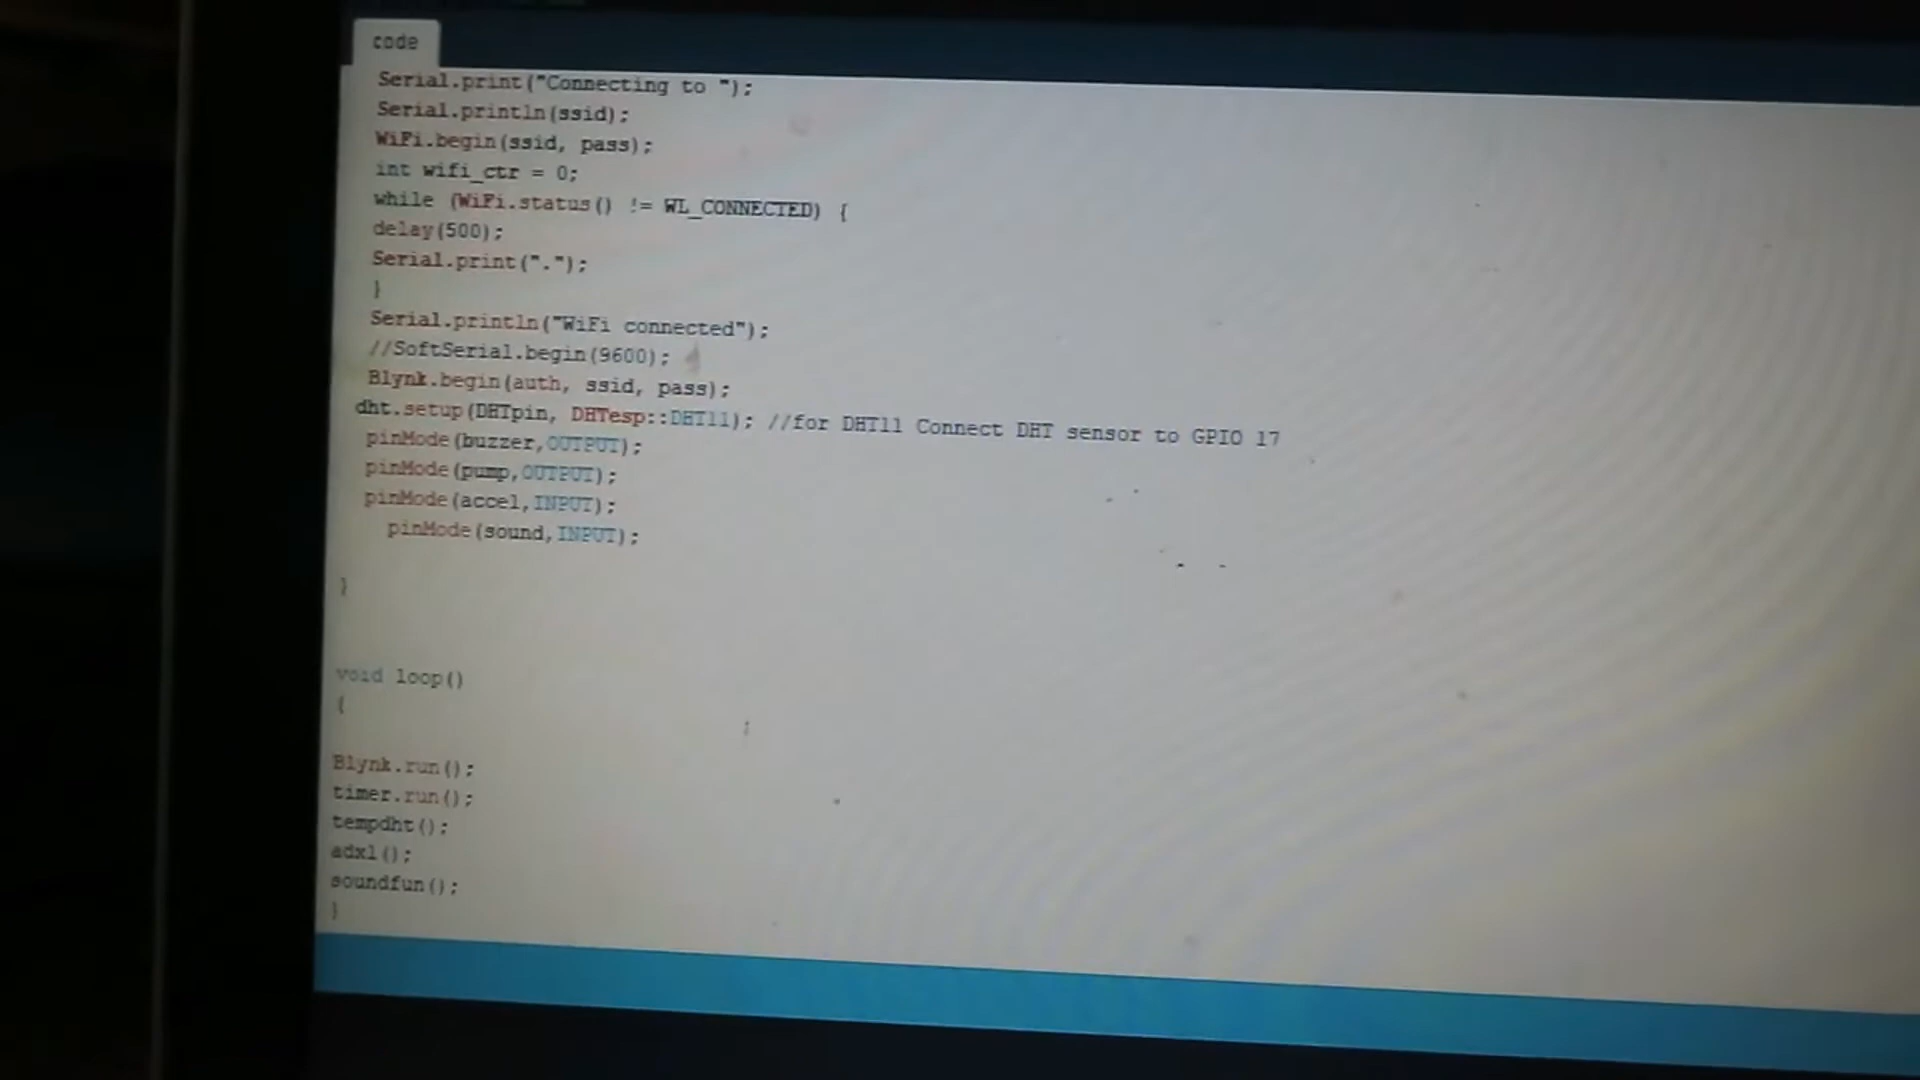 code
Serial.print("Connecting to ");
Serial.println(ssid);
WiFi.begin(ssid, pass);
int wifi_ctr = 0;
while (WiFi.status() != WL_CONNECTED) {
delay(500);
Serial.print(".");
}
Serial.println("WiFi connected");
//SoftSerial.begin(9600);
Blynk.begin(auth, ssid, pass);
dht.setup(DHTpin, DHTesp::DHT11); //for DHT11 Connect DHT sensor to GPIO 17
pinMode(buzzer,OUTPUT);
pinMode(pump,OUTPUT);
pinMode(accel,INPUT);
pinMode(sound,INPUT);
}
void loop()
{
Blynk.run();
timer.run();
tempdht();
adxl();
soundfun();
}